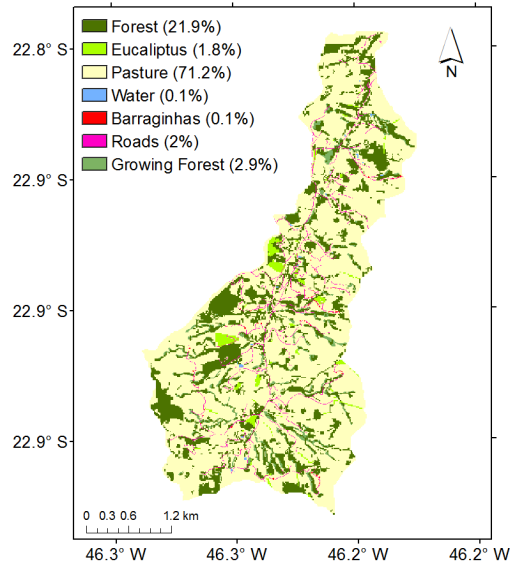 22.8° S
22.9° S
22.9° S
22.9° S
Forest (21.9%)
Eucaliptus (1.8%)
Pasture (71.2%)
Water (0.1%)
Barraginhas (0.1%)
Roads (2%)
Growing Forest (2.9%)
N
0 0.3 0.6 1.2 km
46.3° W 46.3° W 46.2° W 46.2° W